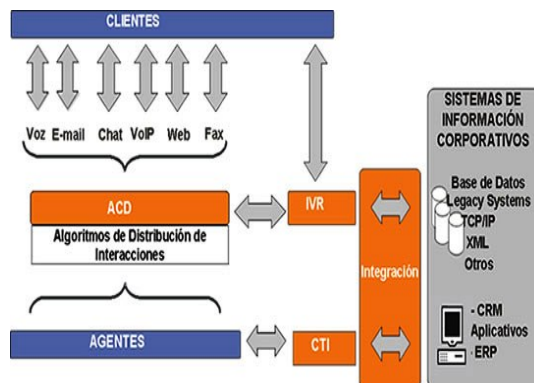 CLIENTES
Voz E-mail Chat VoIP Web Fax
ACD
Algoritmos de Distribución de
Interacciones
IVR
AGENTES
CTI
Integración
SISTEMAS DE
INFORMACIÓN
CORPORATIVOS
Base de Datos
Legacy Systems
TCP/IP
XML
Otros
- CRM
Aplicativos
- ERP